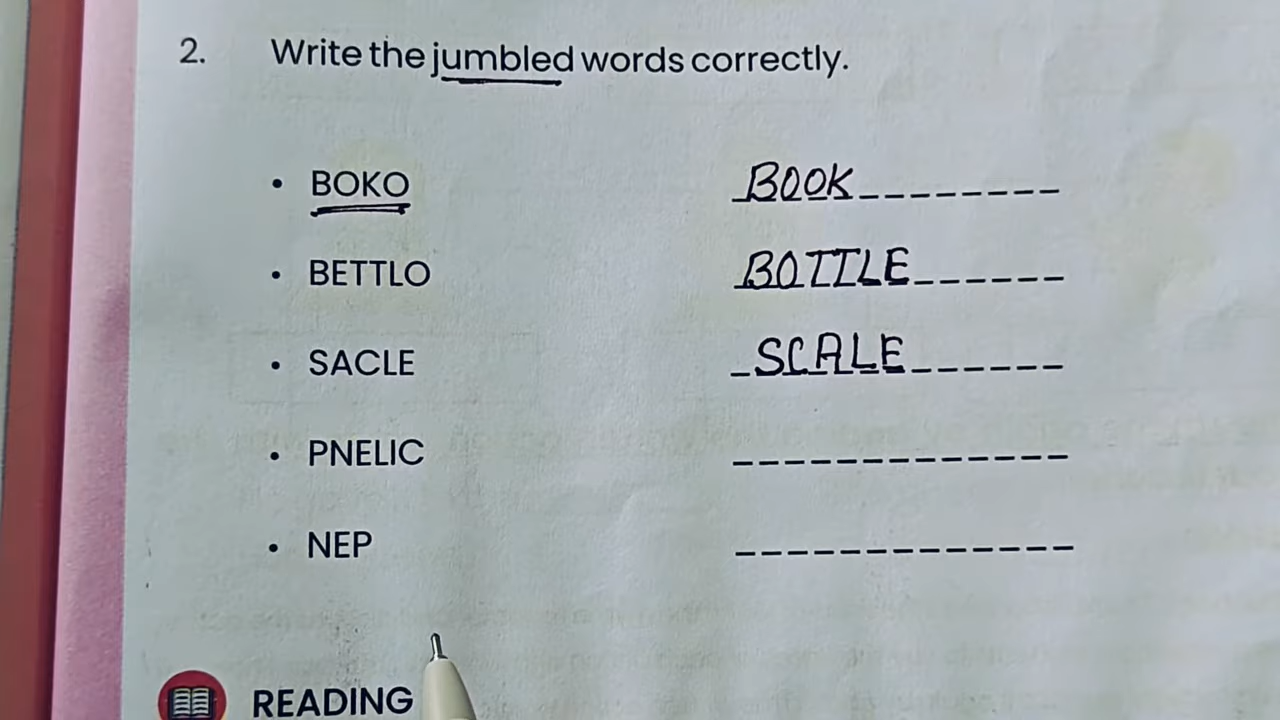 2. Write the jumbled words correctly.
• BOKO BOOK
• BETTLO BOTTLE
• SACLE SCALE
• PNELIC
• NEP
READING